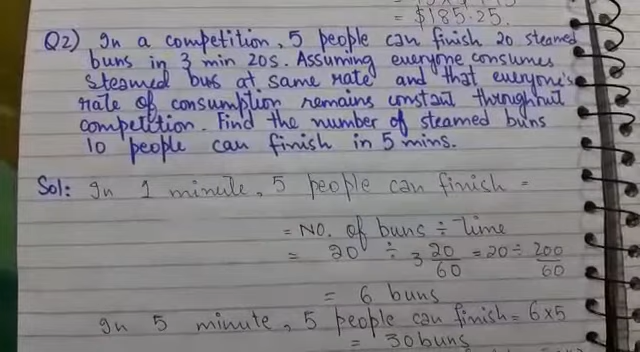 = $185.25.
Q2) In a competition, 5 people can finish 20 steamed
buns in 3 min 20s. Assuming everyone consumes
steamed buns at same rate and that everyone's
rate of consumption remains constant throughout
competition. Find the number of steamed buns
10 people can finish in 5 mins.
Sol: In 1 minute, 5 people can finish =
= NO. of buns ÷ Time
= 20 ÷ 3 20/60 = 20 ÷ 200/60
= 6 buns
In 5 minute, 5 people can finish = 6x5
= 30 buns